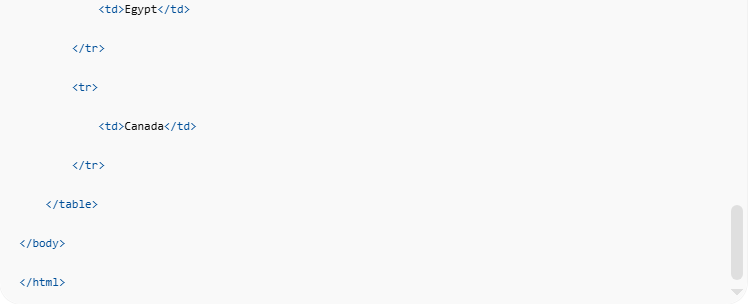 <td>Egypt</td>
</tr>
<tr>
<td>Canada</td>
</tr>
</table>
</body>
</html>